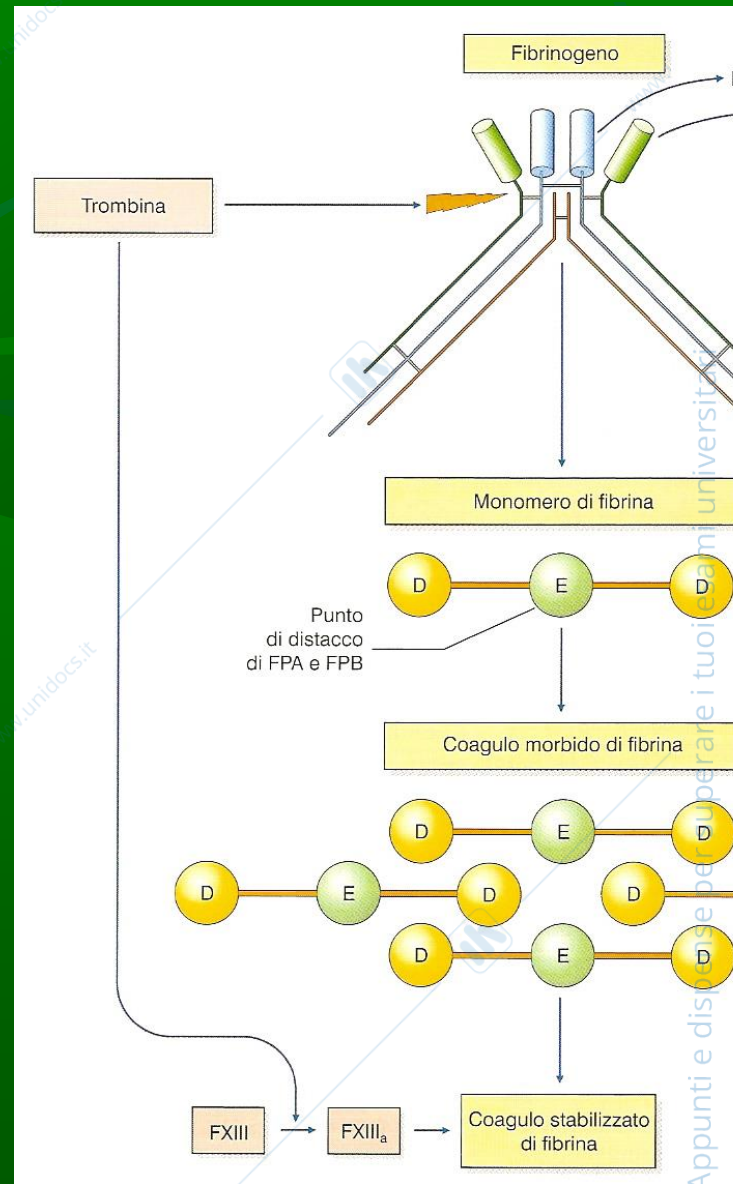 Fibrinogeno
Trombina
Monomero di fibrina
D
E
D
Punto
di distacco
di FPA e FPB
Coagulo morbido di fibrina
D
E
D
D
E
D
D
D
E
D
FXIII
FXIIIa
Coagulo stabilizzato
di fibrina
Appunti e dispense per superare i tuoi esami universitari
www.unidocs.it